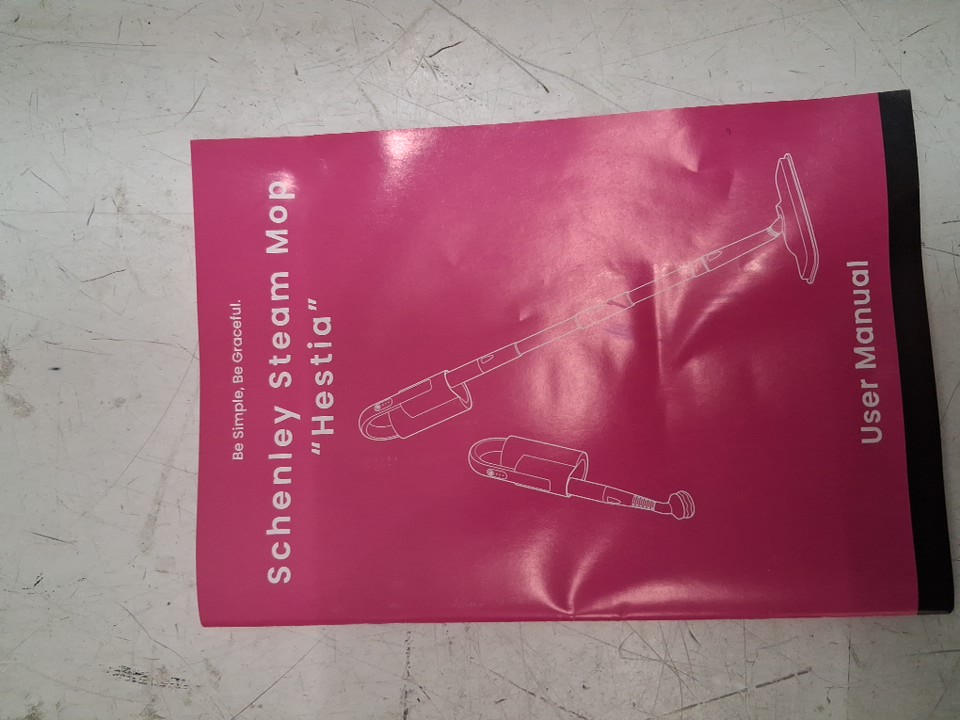 Be Simple, Be Graceful.
Schenley Steam Mop
“Hestia”
User Manual